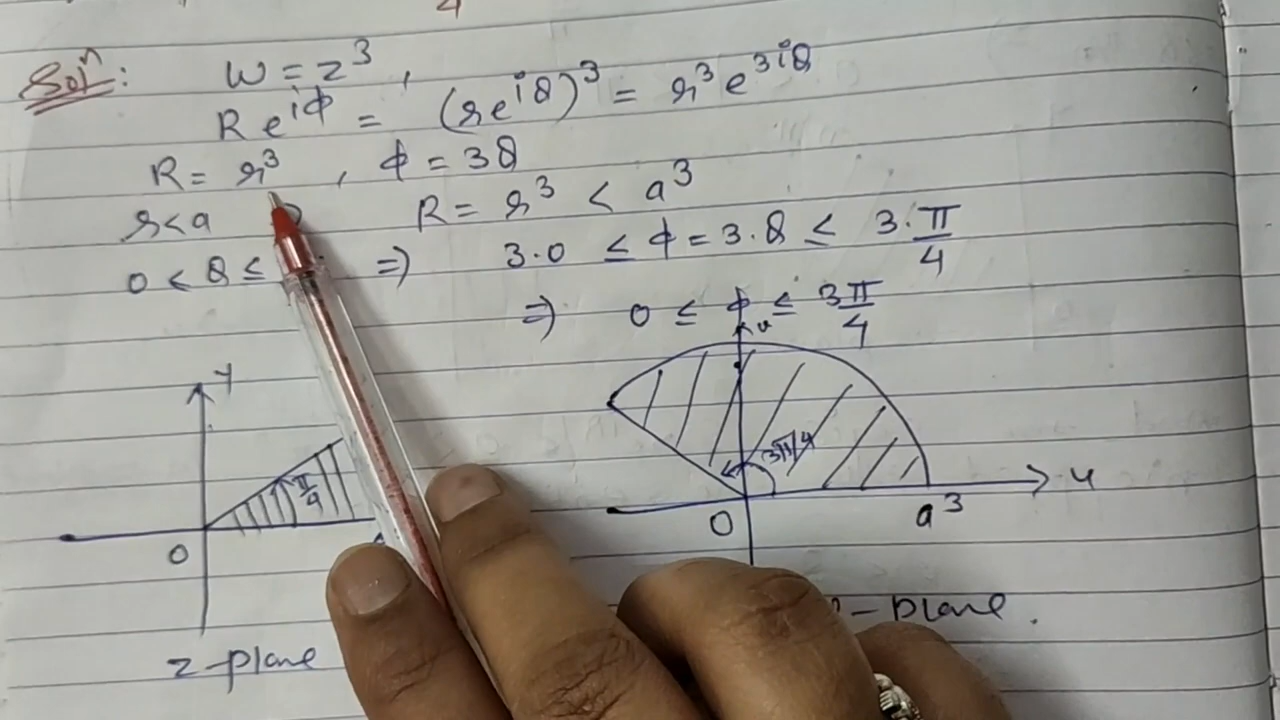 Solⁿ: w = z³,
R e^{iφ} = (re^{iθ})³ = r³e^{3iθ}
R = r³, φ = 3θ
r < a R = r³ < a³
0 < θ ≤ ⇒ 3.0 ≤ φ = 3.θ ≤ 3.π/4
⇒ 0 ≤ φ ≤ 3π/4
y
v
π/4
3π/4
u
0
0
a³
z-plane
-plane.